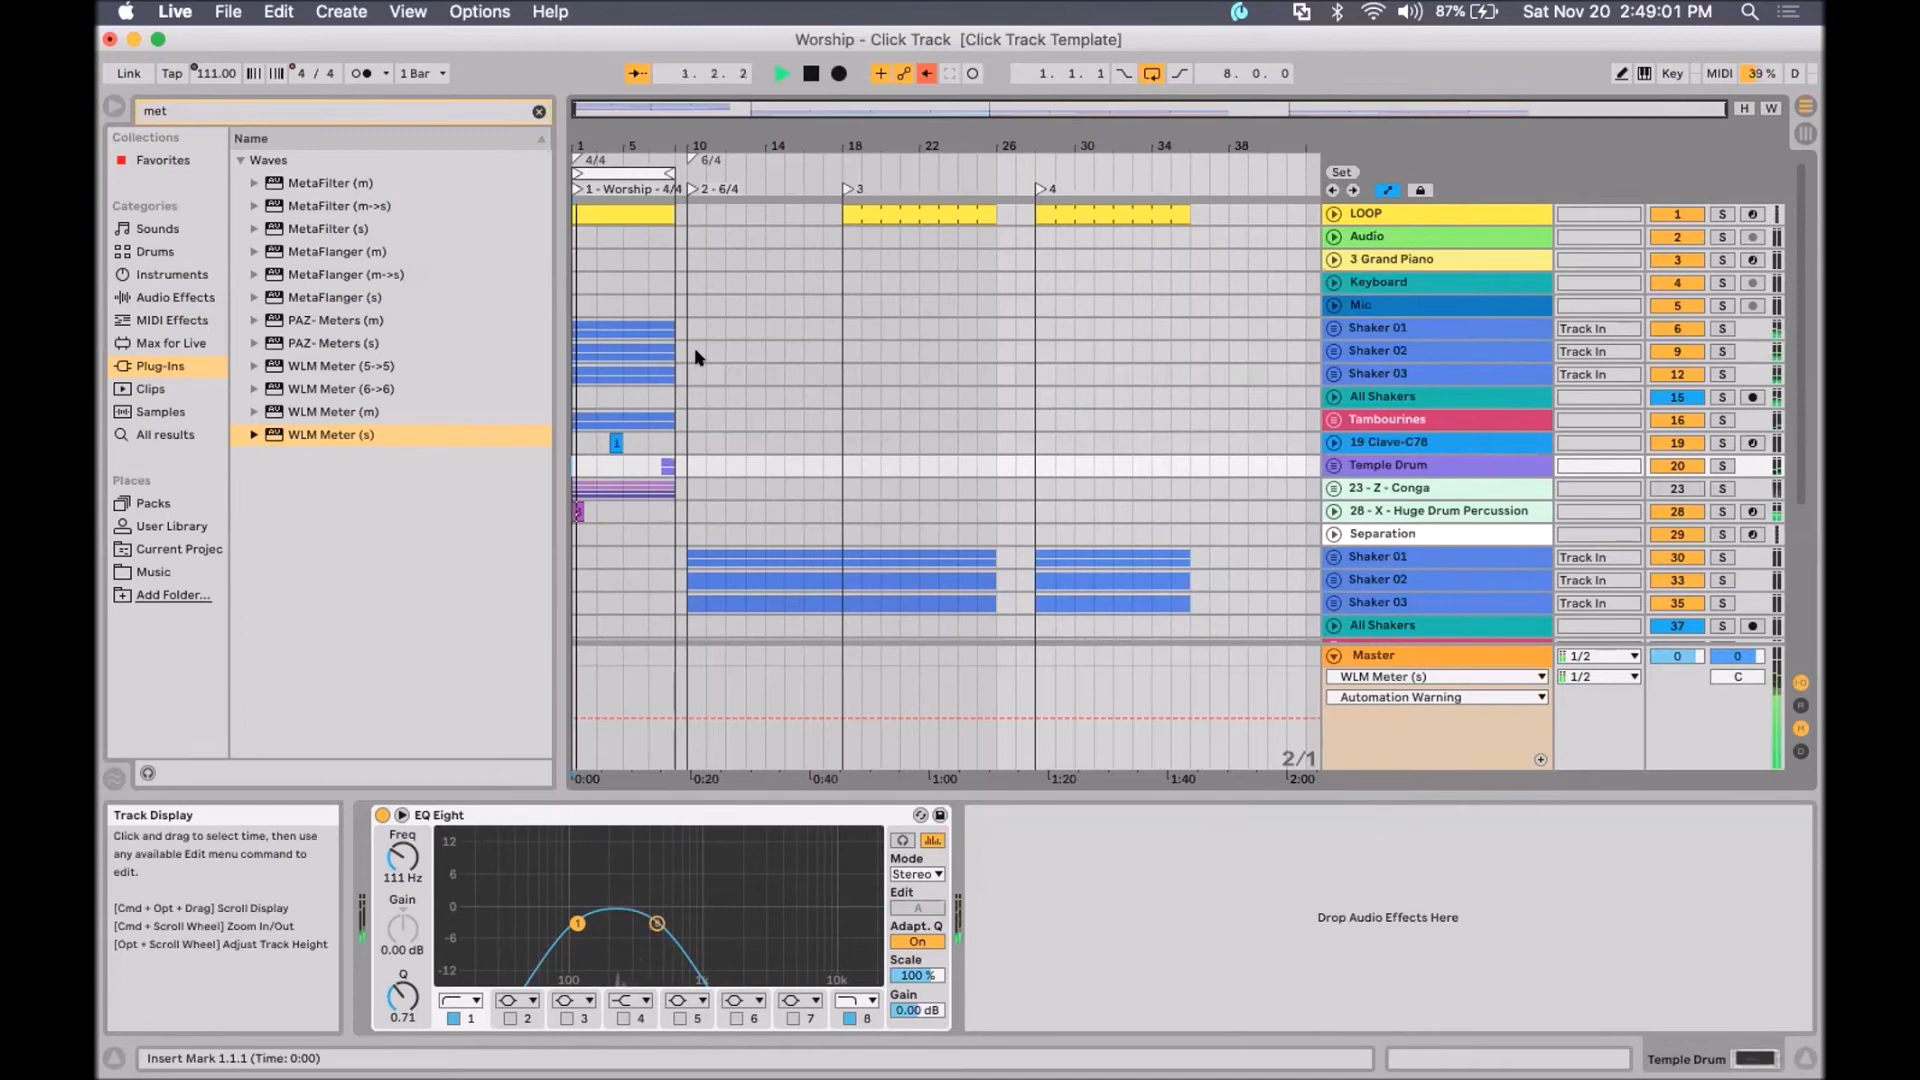 Live File Edit Create View Options Help
87% Sat Nov 20 2:49:01 PM
Worship - Click Track [Click Track Template]
Link Tap 111.00 4 / 4 1 Bar 1. 2. 2 1. 1. 1 8. 0. 0 Key MIDI 39 % D
met
Collections
Favorites
Categories
Sounds
Drums
Instruments
Audio Effects
MIDI Effects
Max for Live
Plug-Ins
Clips
Samples
All results
Places
Packs
User Library
Current Projec
Music
Add Folder...
Name
Waves
MetaFilter (m)
MetaFilter (m->s)
MetaFilter (s)
MetaFlanger (m)
MetaFlanger (m->s)
MetaFlanger (s)
PAZ- Meters (m)
PAZ- Meters (s)
WLM Meter (5->5)
WLM Meter (6->6)
WLM Meter (m)
WLM Meter (s)
H W
1 5 10 14 18 22 26 30 34 38
4/4 6/4
1 - Worship - 4/4 2 - 6/4 3 4
1
2/1
0:00 0:20 0:40 1:00 1:20 1:40 2:00
Set
LOOP 1 S
Audio 2 S
3 Grand Piano 3 S
Keyboard 4 S
Mic 5 S
Shaker 01 Track In 6 S
Shaker 02 Track In 9 S
Shaker 03 Track In 12 S
All Shakers 15 S
Tambourines 16 S
19 Clave-C78 19 S
Temple Drum 20 S
23 - Z - Conga 23 S
28 - X - Huge Drum Percussion 28 S
Separation 29 S
Shaker 01 Track In 30 S
Shaker 02 Track In 33 S
Shaker 03 Track In 35 S
All Shakers 37 S
Master 1/2 0 0
WLM Meter (s) 1/2 C
Automation Warning
I·O
R
M
D
Track Display
Click and drag to select time, then use
any available Edit menu command to
edit.
[Cmd + Opt + Drag] Scroll Display
[Cmd + Scroll Wheel] Zoom In/Out
[Opt + Scroll Wheel] Adjust Track Height
EQ Eight
Freq
111 Hz
Gain
0.00 dB
Q
0.71
12
6
0
-6
-12
100 1k 10k
1
8
1 2 3 4 5 6 7 8
Mode
Stereo
Edit
A
Adapt. Q
On
Scale
100 %
Gain
0.00 dB
Drop Audio Effects Here
Insert Mark 1.1.1 (Time: 0:00)
Temple Drum